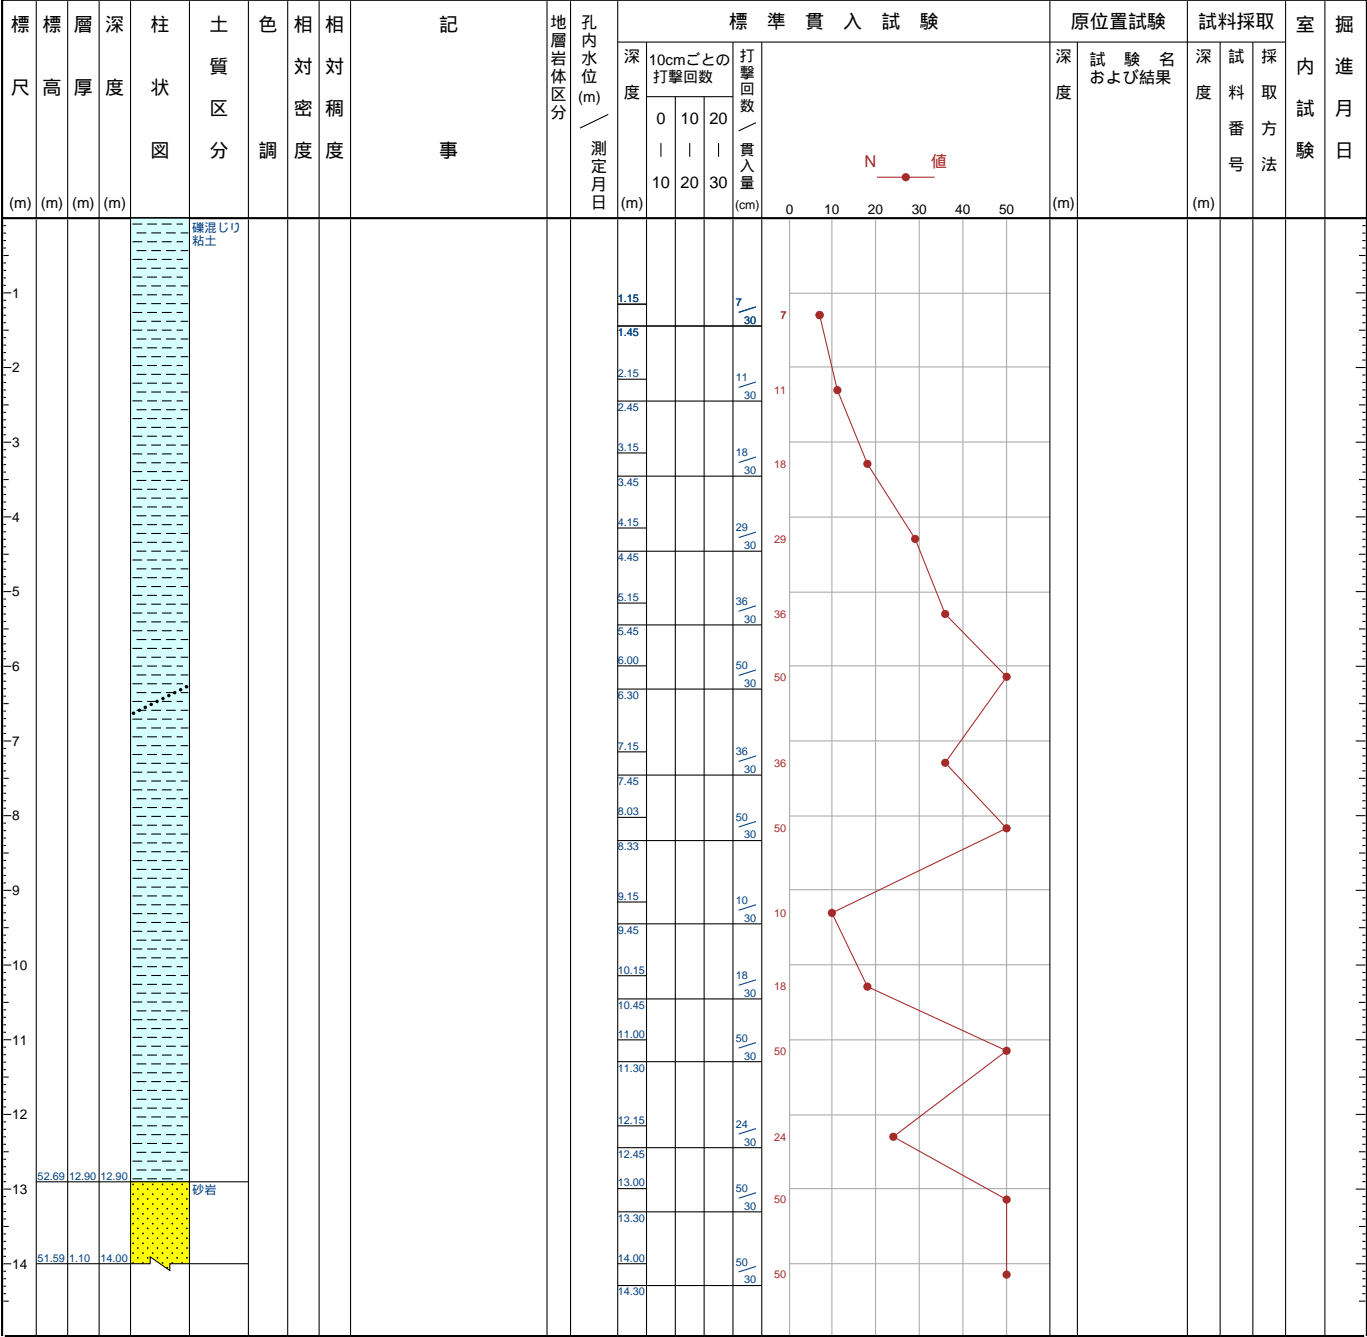 標尺(m)
標高(m)
層厚(m)
深度(m)
柱状図
土質区分
色調
相対密度
相対稠度
記事
地層岩体区分
孔内水位(m)／測定月日
標準貫入試験
深度(m)
10cmごとの
打撃回数
0 10 20
| | |
10 20 30
打撃回数／貫入量(cm)
N 値
0 10 20 30 40 50
原位置試験
深度(m)
試験名
および結果
試料採取
深度(m)
試料番号
採取方法
室内試験
掘進月日
礫混じり
粘土
1
1.15 7/30 7
1.45
2
2.15 11/30 11
2.45
3
3.15 18/30 18
3.45
4
4.15 29/30 29
4.45
5
5.15 36/30 36
5.45
6
6.00 50/30 50
6.30
7
7.15 36/30 36
7.45
8
8.03 50/30 50
8.33
9
9.15 10/30 10
9.45
10
10.15 18/30 18
10.45
11
11.00 50/30 50
11.30
12
12.15 24/30 24
12.45
52.69 12.90 12.90
13
砂岩
13.00 50/30 50
13.30
51.59 1.10 14.00
14
14.00 50/30 50
14.30